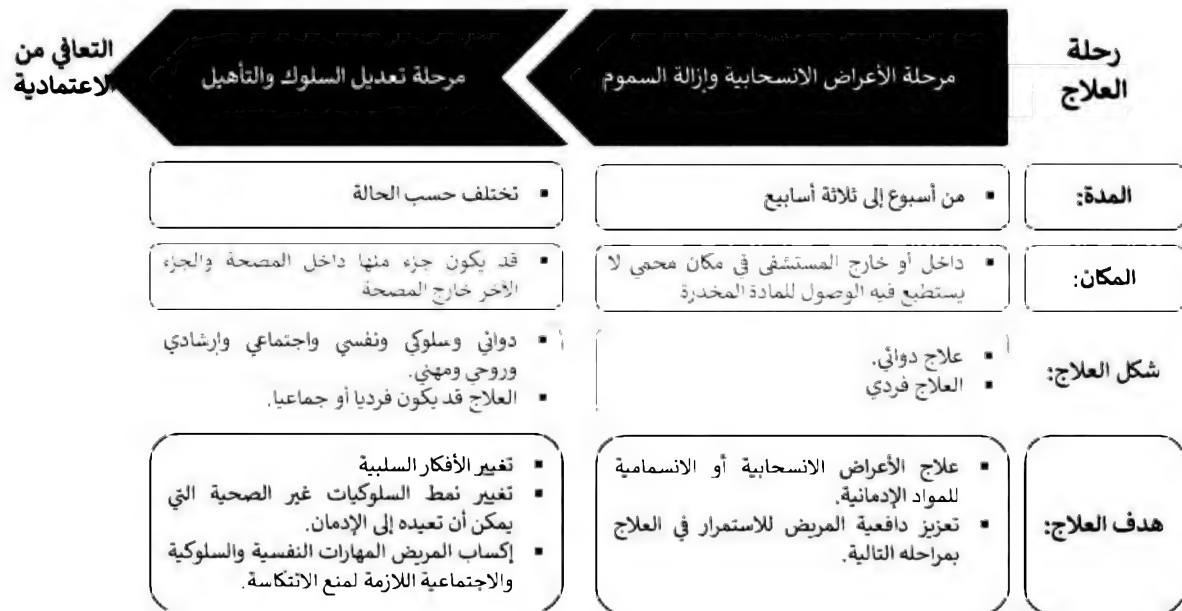 رحلة
العلاج
مرحلة الأعراض الانسحابية وإزالة السموم
مرحلة تعديل السلوك والتأهيل
التعافي من
الاعتمادية
المدة:
▪ من أسبوع إلى ثلاثة أسابيع
▪ تختلف حسب الحالة
المكان:
▪ داخل أو خارج المستشفى في مكان محمي لا
يستطيع فيه الوصول للمادة المخدرة
▪ قد يكون جزء منها داخل المصحة والجزء
الآخر خارج المصحة
شكل العلاج:
▪ علاج دوائي.
▪ العلاج فردي
▪ دوائي وسلوكي ونفسي واجتماعي وإرشادي
وروحي ومهني.
▪ العلاج قد يكون فرديا أو جماعيا.
هدف العلاج:
▪ علاج الأعراض الانسحابية أو الانسمامية
للمواد الإدمانية.
▪ تعزيز دافعية المريض للاستمرار في العلاج
بمراحله التالية.
▪ تغيير الأفكار السلبية
▪ تغيير نمط السلوكيات غير الصحية التي
يمكن أن تعيده إلى الإدمان.
▪ إكساب المريض المهارات النفسية والسلوكية
والاجتماعية اللازمة لمنع الانتكاسة.